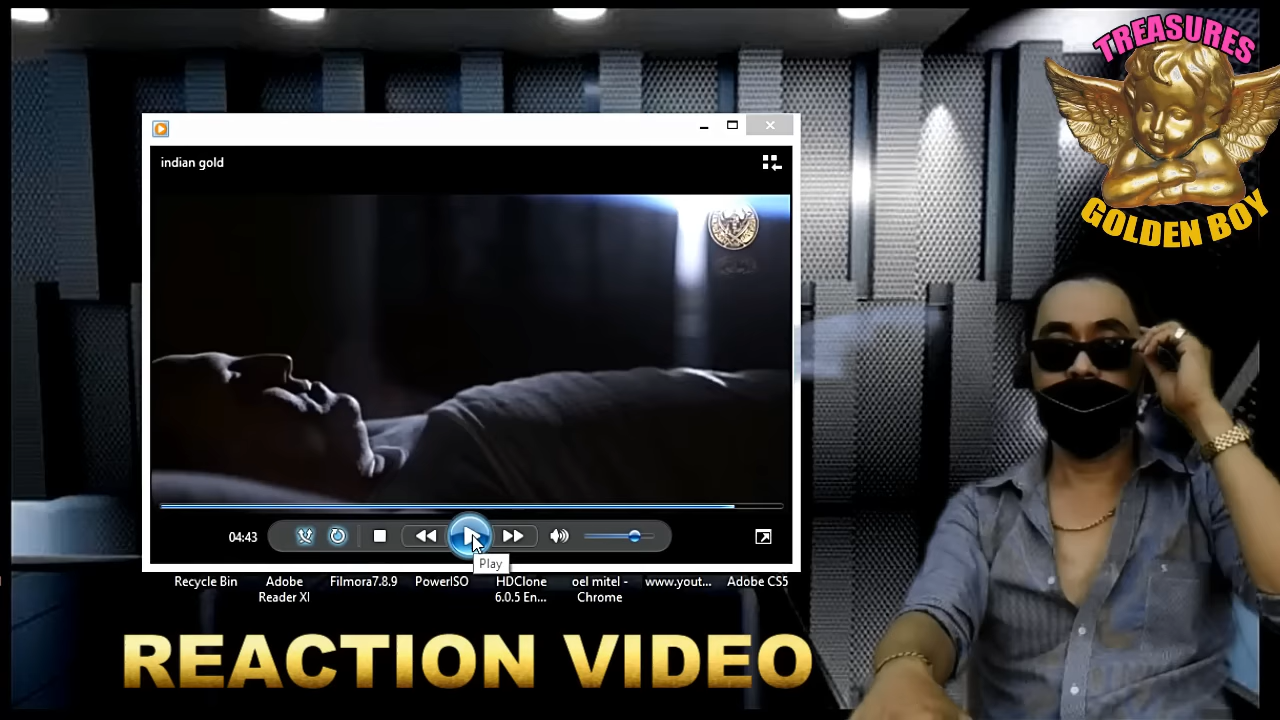 TREASURES
GOLDEN BOY
indian gold
04:43
Play
Recycle Bin
Adobe
Reader XI
Filmora7.8.9
PowerISO
HDClone
6.0.5 En...
oel mitel -
Chrome
www.yout...
Adobe CS5
REACTION VIDEO